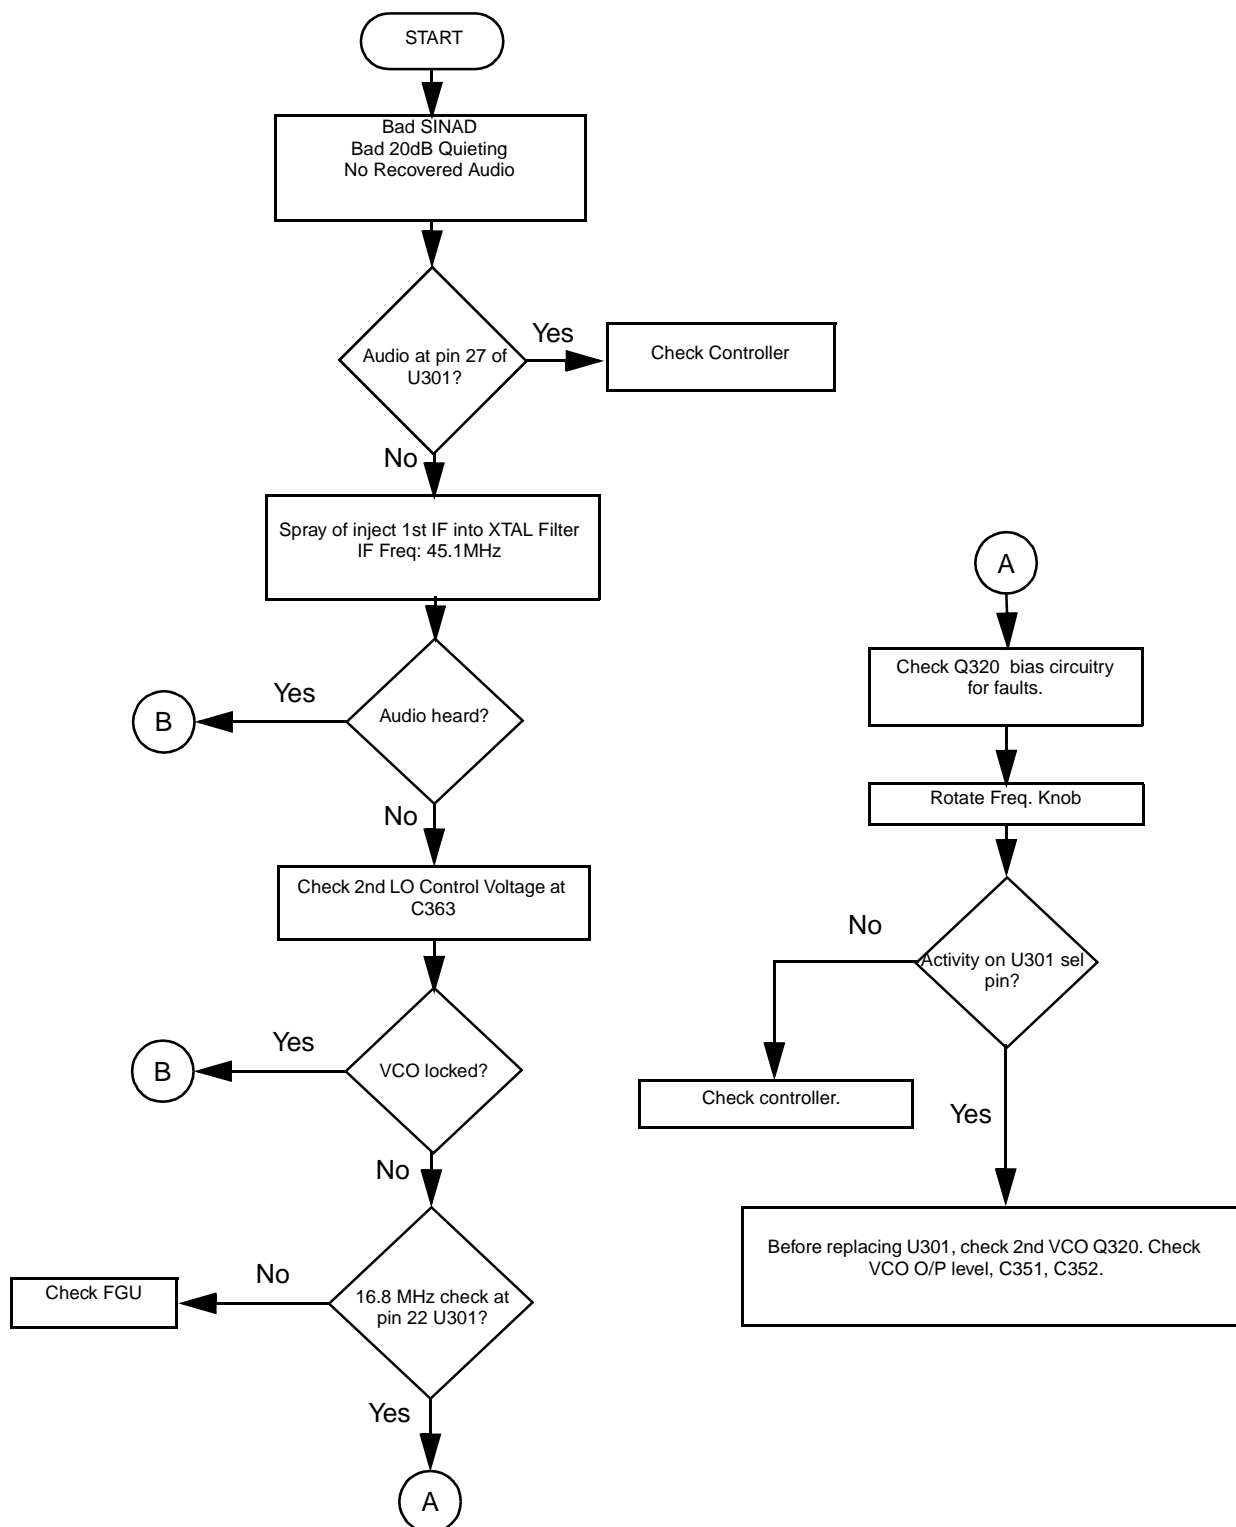 START
Bad SINAD
Bad 20dB Quieting
No Recovered Audio
Audio at pin 27 of
U301?
Yes
Check Controller
No
Spray of inject 1st IF into XTAL Filter
IF Freq: 45.1MHz
Audio heard?
Yes
B
No
Check 2nd LO Control Voltage at
C363
VCO locked?
Yes
B
No
16.8 MHz check at
pin 22 U301?
No
Check FGU
Yes
A
A
Check Q320 bias circuitry
for faults.
Rotate Freq. Knob
Activity on U301 sel
pin?
No
Check controller.
Yes
Before replacing U301, check 2nd VCO Q320. Check
VCO O/P level, C351, C352.